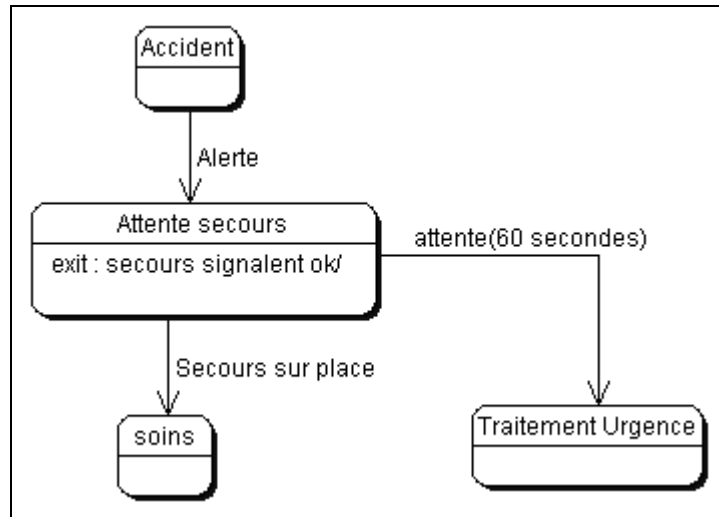 Accident
Alerte
Attente secours
exit : secours signalent ok/
attente(60 secondes)
Secours sur place
soins
Traitement Urgence